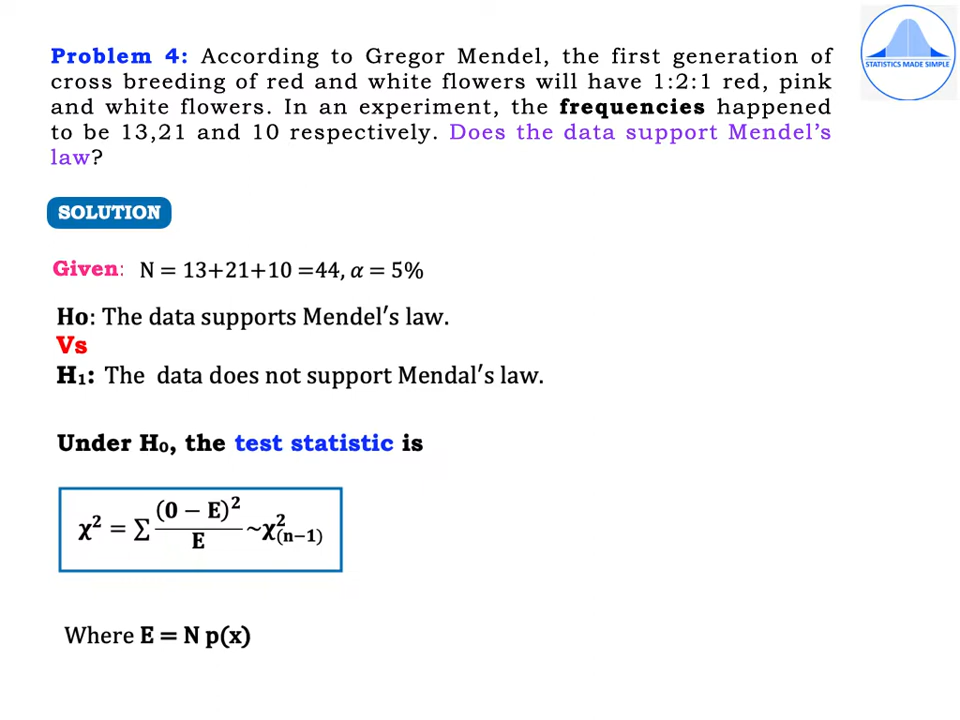 STATISTICS MADE SIMPLE
Problem 4: According to Gregor Mendel, the first generation of
cross breeding of red and white flowers will have 1:2:1 red, pink
and white flowers. In an experiment, the frequencies happened
to be 13,21 and 10 respectively. Does the data support Mendel’s
law?
SOLUTION
Given: N = 13+21+10 =44, α = 5%
Ho: The data supports Mendel′s law.
Vs
H₁: The data does not support Mendal′s law.
Under H₀, the test statistic is
χ² = Σ (0 − E)² / E ~χ²₍ₙ₋₁₎
Where E = N p(x)